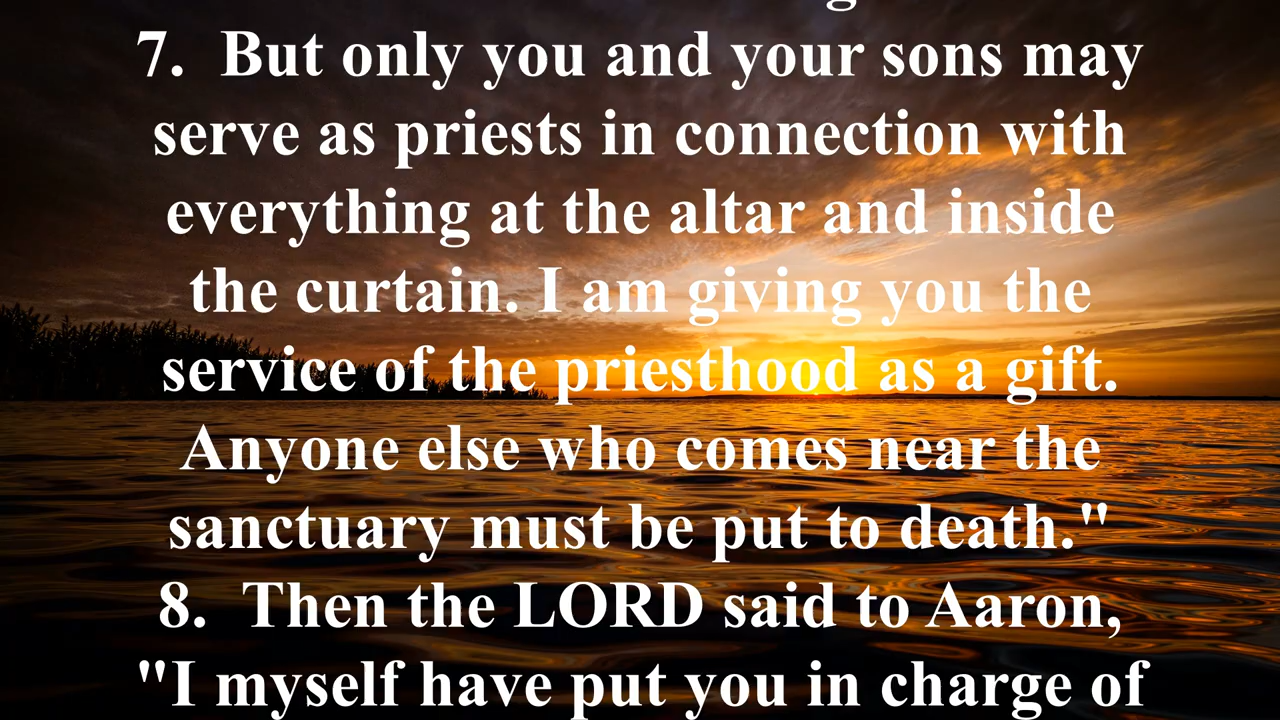 7. But only you and your sons may
serve as priests in connection with
everything at the altar and inside
the curtain. I am giving you the
service of the priesthood as a gift.
Anyone else who comes near the
sanctuary must be put to death."
8. Then the LORD said to Aaron,
"I myself have put you in charge of